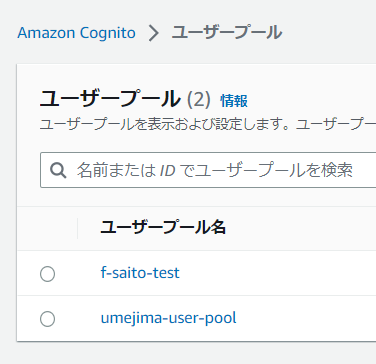 Amazon Cognito > ユーザープール
ユーザープール (2) 情報
ユーザープールを表示および設定します。ユーザープー
名前または ID でユーザープールを検索
ユーザープール名
f-saito-test
umejima-user-pool